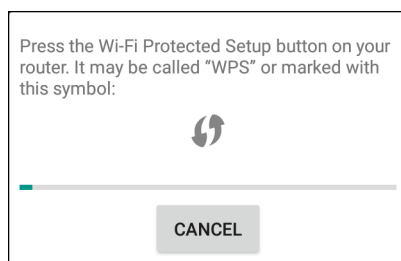 Press the Wi-Fi Protected Setup button on your
router. It may be called “WPS” or marked with
this symbol:
CANCEL